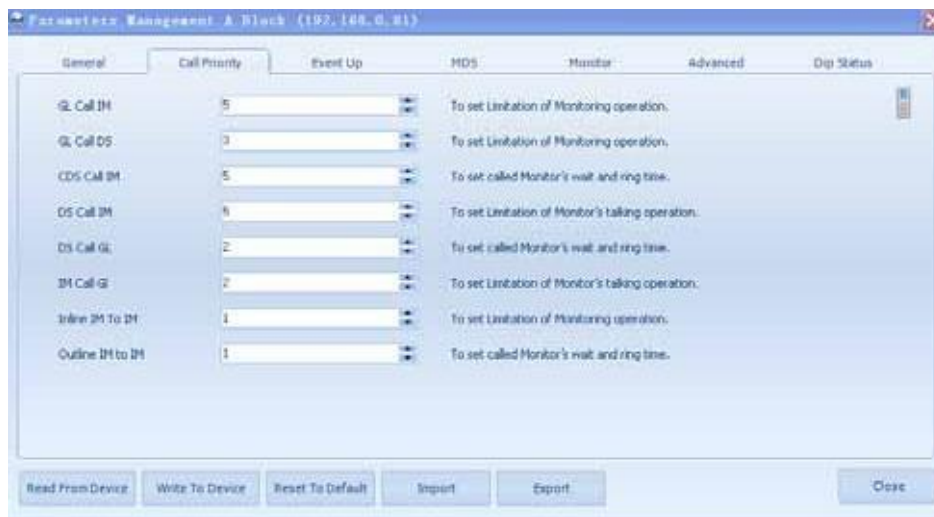 Parameters Management A Block (192.168.0.81)
General Call Priority Event Up MDS Monitor Advanced Dip Status
GL Call IM 5 To set Limitation of Monitoring operation.
GL Call DS 3 To set Limitation of Monitoring operation.
CDS Call IM 5 To set called Monitor's wait and ring time.
DS Call IM To set Limitation of Monitor's talking operation.
DS Call GL 2 To set called Monitor's wait and ring time.
IM Call Gl 2 To set Limitation of Monitor's talking operation.
Inline IM To IM 1 To set Limitation of Monitoring operation.
Outline IM to IM 1 To set called Monitor's wait and ring time.
Read From Device Write To Device Reset To Default Import Export Close